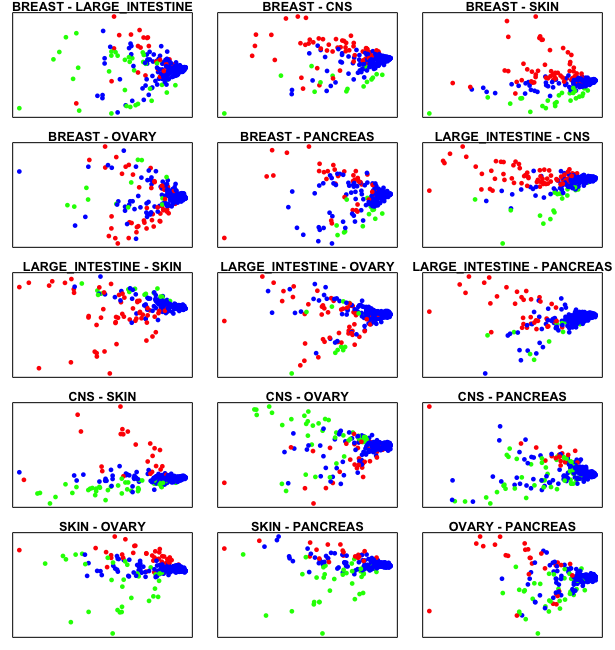 BREAST - LARGE_INTESTINE
BREAST - CNS
BREAST - SKIN
BREAST - OVARY
BREAST - PANCREAS
LARGE_INTESTINE - CNS
LARGE_INTESTINE - SKIN
LARGE_INTESTINE - OVARY
LARGE_INTESTINE - PANCREAS
CNS - SKIN
CNS - OVARY
CNS - PANCREAS
SKIN - OVARY
SKIN - PANCREAS
OVARY - PANCREAS